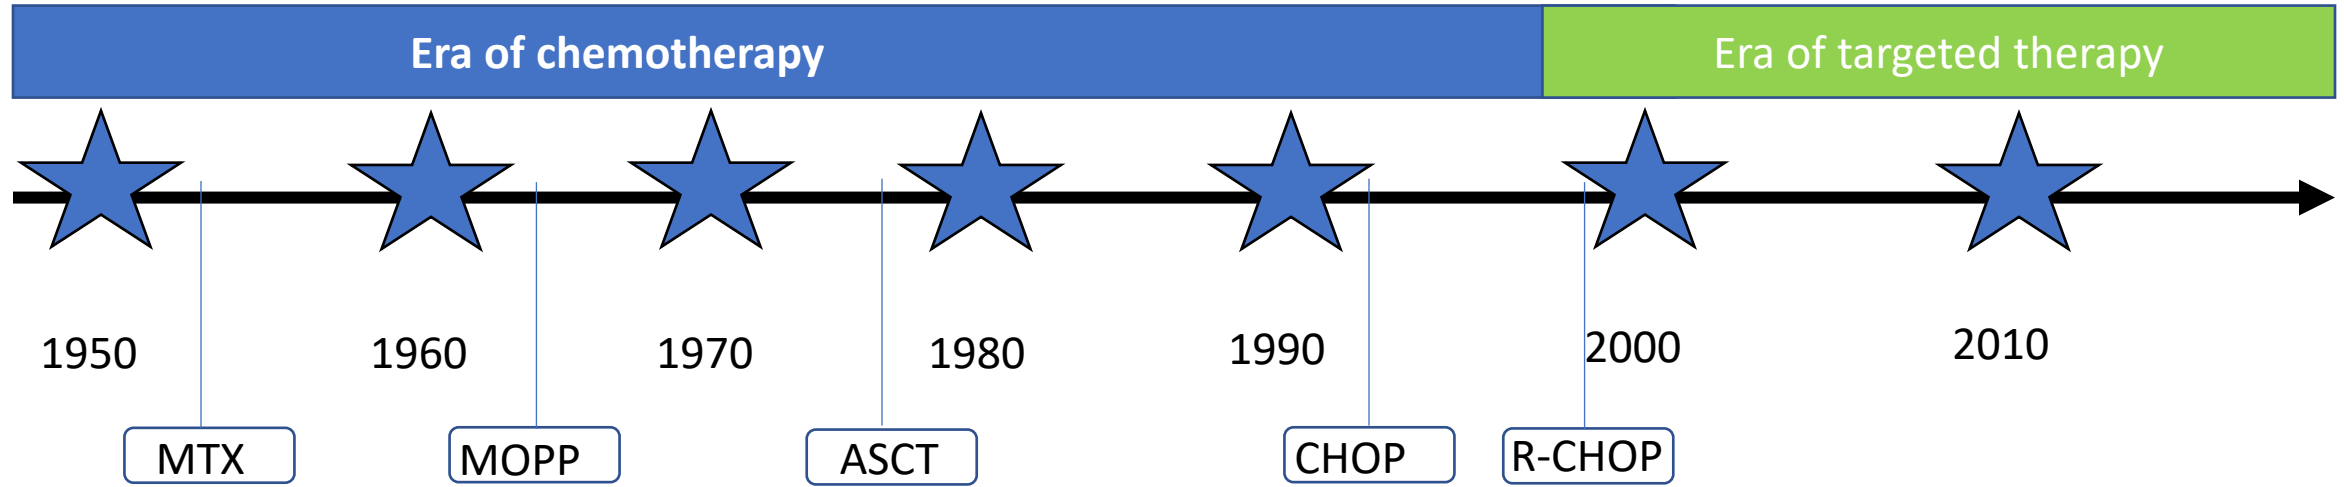 Era of chemotherapy
Era of targeted therapy
1950
1960
1970
1980
1990
2000
2010
MTX
MOPP
ASCT
CHOP
R-CHOP